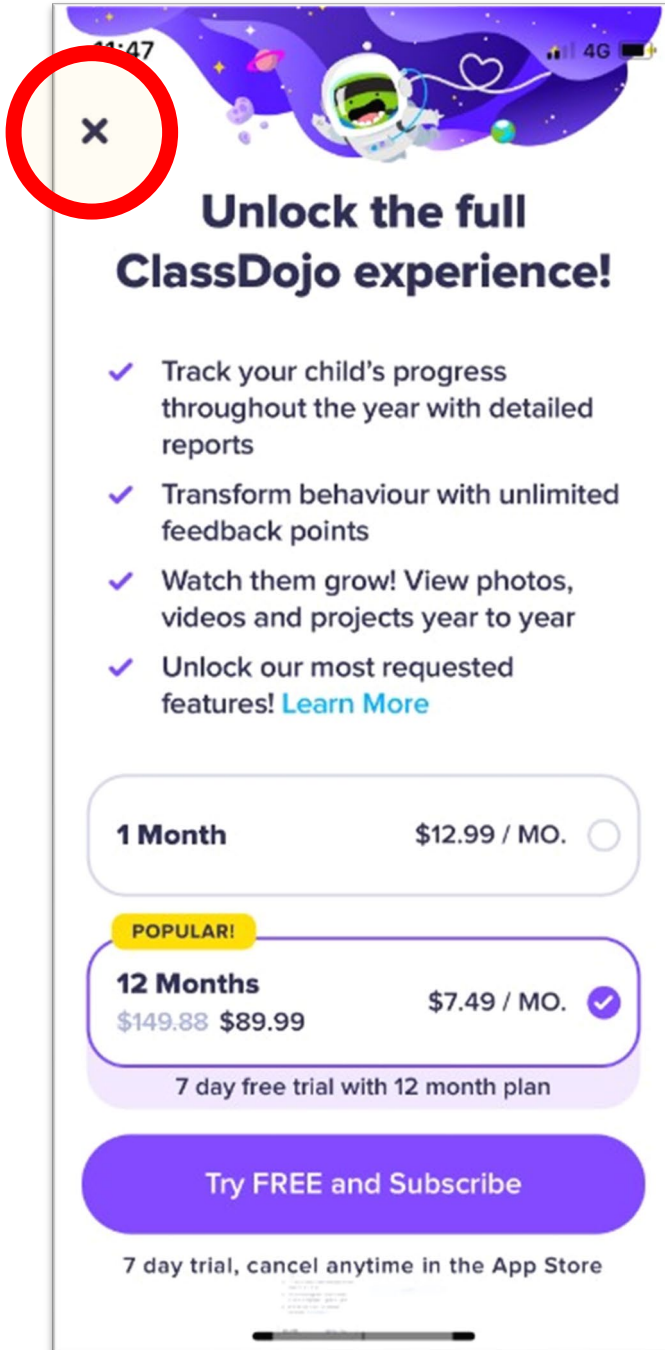 11:47
4G
Unlock the full
ClassDojo experience!
Track your child's progress
throughout the year with detailed
reports
Transform behaviour with unlimited
feedback points
Watch them grow! View photos,
videos and projects year to year
Unlock our most requested
features! Learn More
1 Month $12.99 / MO.
POPULAR!
12 Months
$149.88 $89.99 $7.49 / MO.
7 day free trial with 12 month plan
Try FREE and Subscribe
7 day trial, cancel anytime in the App Store